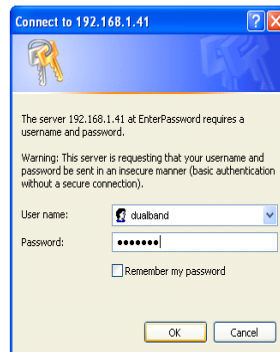 Connect to 192.168.1.41
The server 192.168.1.41 at EnterPassword requires a
username and password.
Warning: This server is requesting that your username and
password be sent in an insecure manner (basic authentication
without a secure connection).
User name:
dualband
Password:
●●●●●●●
Remember my password
OK
Cancel